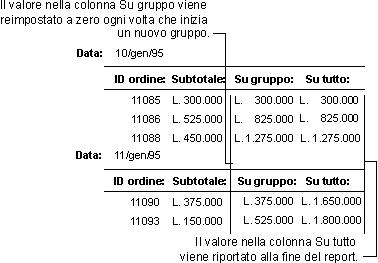 Il valore nella colonna Su gruppo viene
reimpostato a zero ogni volta che inizia
un nuovo gruppo.
Data: 10/gen/95
ID ordine: Subtotale: Su gruppo: Su tutto:
11085 L. 300.000 L. 300.000 L. 300.000
11086 L. 525.000 L. 825.000 L. 825.000
11088 L. 450.000 L. 1.275.000 L. 1.275.000
Data: 11/gen/95
ID ordine: Subtotale: Su gruppo: Su tutto:
11090 L. 375.000 L. 375.000 L. 1.650.000
11093 L. 150.000 L. 525.000 L. 1.800.000
Il valore nella colonna Su tutto
viene riportato alla fine del report.